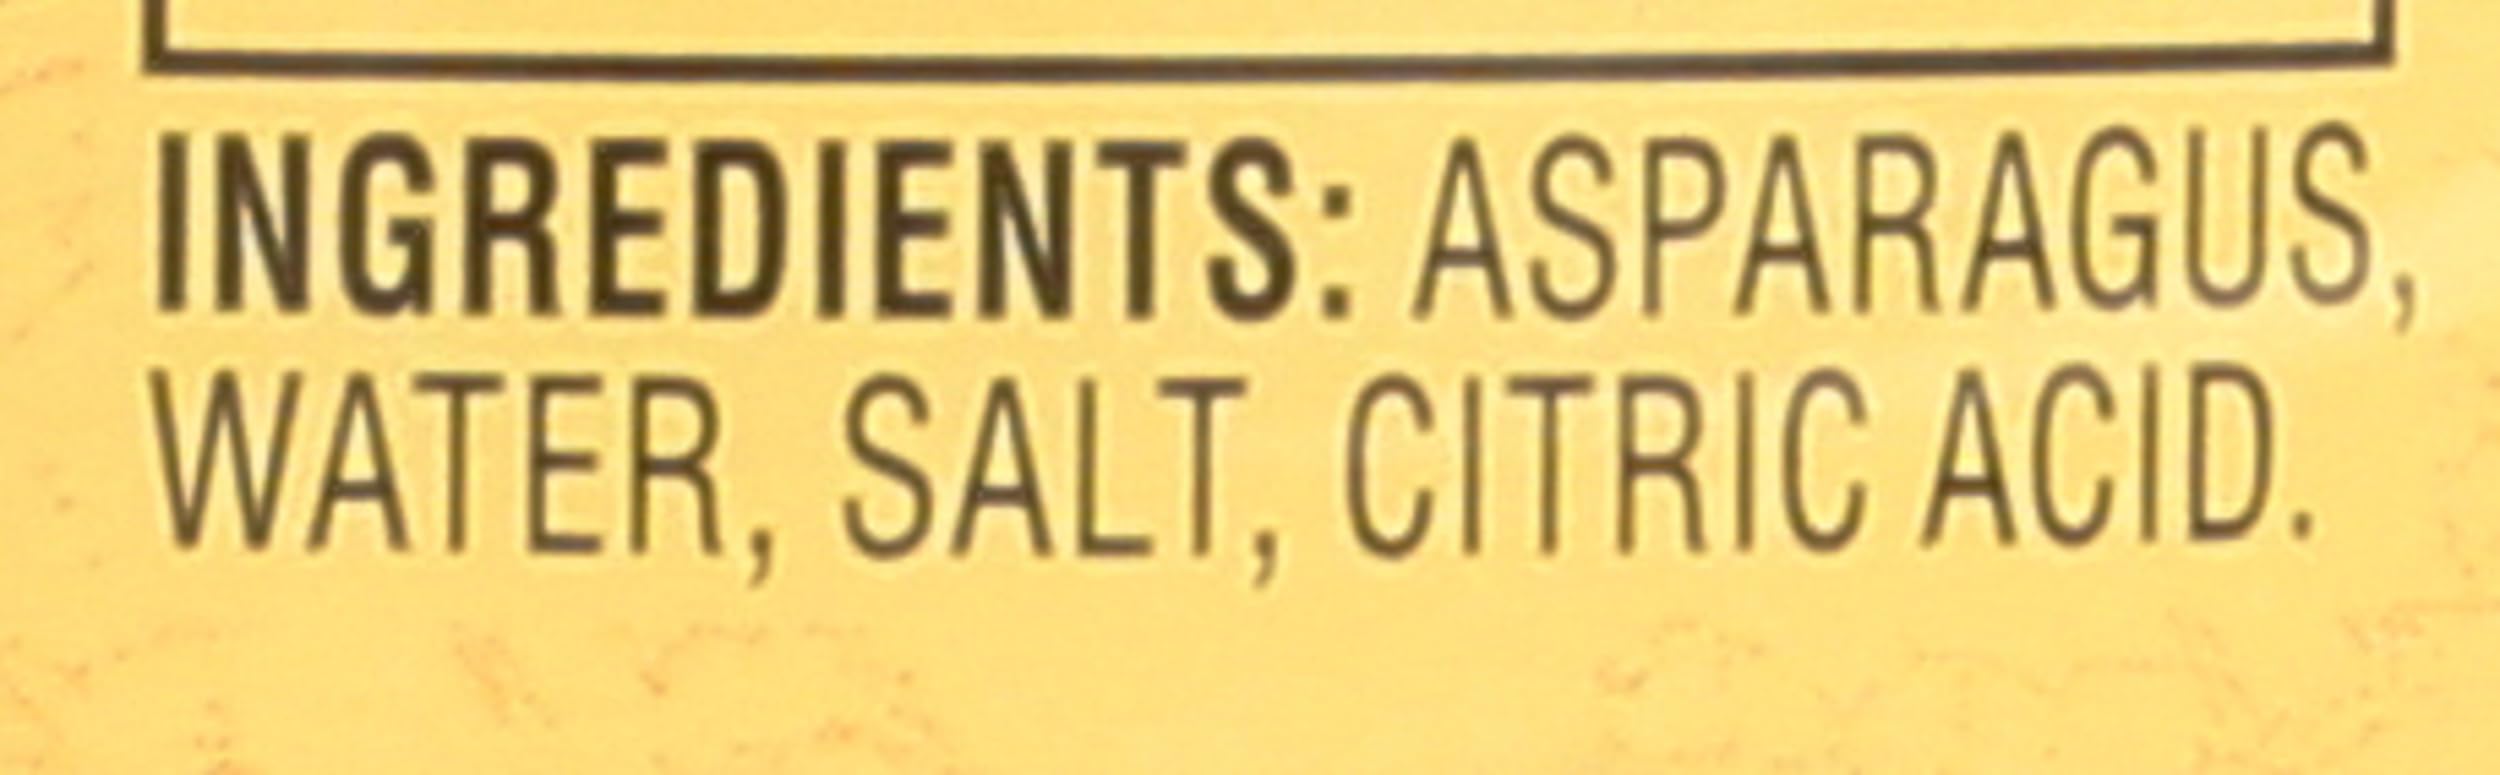 INGREDIENTS: ASPARAGUS,
WATER, SALT, CITRIC ACID.